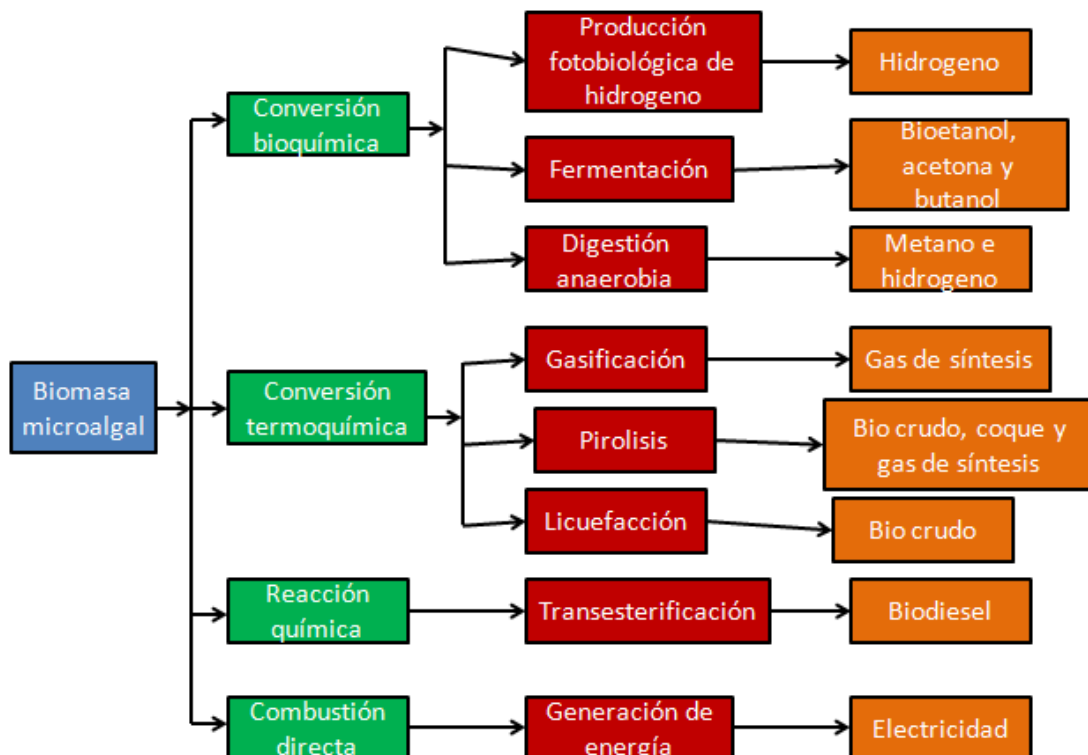 Producción
fotobiológica de
hidrogeno
Hidrogeno
Conversión
bioquímica
Fermentación
Bioetanol,
acetona y
butanol
Digestión
anaerobia
Metano e
hidrogeno
Biomasa
microalgal
Conversión
termoquímica
Gasificación
Gas de síntesis
Pirolisis
Bio crudo, coque y
gas de síntesis
Licuefacción
Bio crudo
Reacción
química
Transesterificación
Biodiesel
Combustión
directa
Generación de
energía
Electricidad